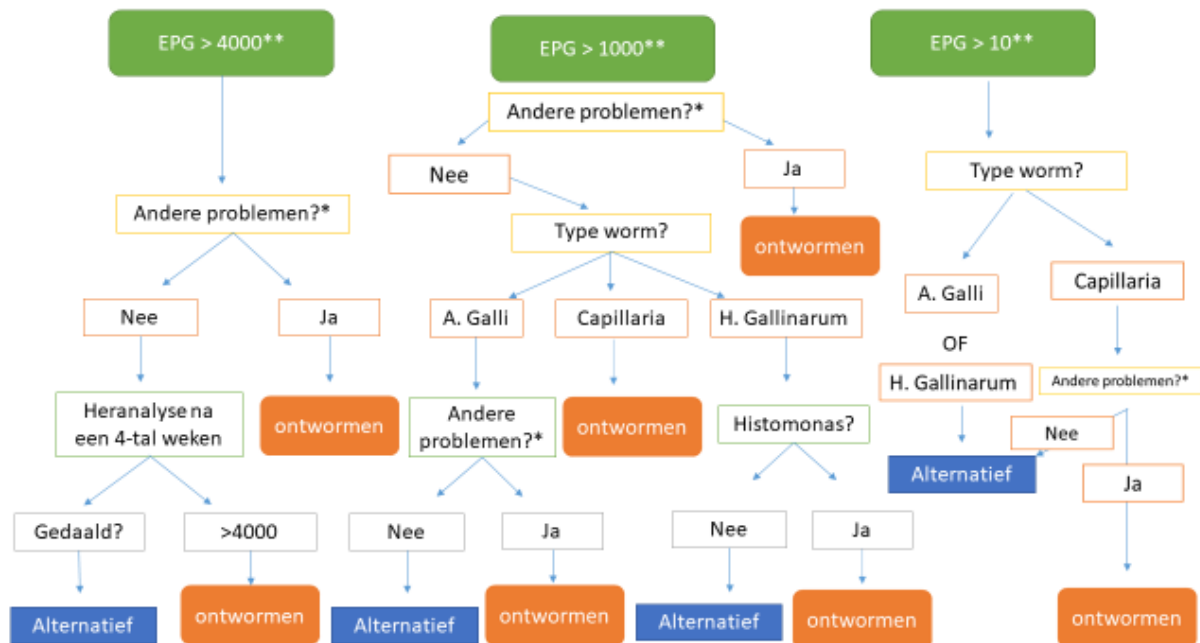 EPG > 4000**
EPG > 1000**
EPG > 10**
Andere problemen?*
Nee
Ja
Type worm?
Andere problemen?*
Type worm?
ontwormen
A. Galli
Capillaria
Nee
Ja
A. Galli
Capillaria
H. Gallinarum
OF
H. Gallinarum
Andere problemen?*
Heranalyse na
een 4-tal weken
ontwormen
Andere
problemen?*
ontwormen
Histomonas?
Nee
Alternatief
Ja
Gedaald?
>4000
Nee
Ja
Nee
Ja
Alternatief
ontwormen
Alternatief
ontwormen
Alternatief
ontwormen
ontwormen